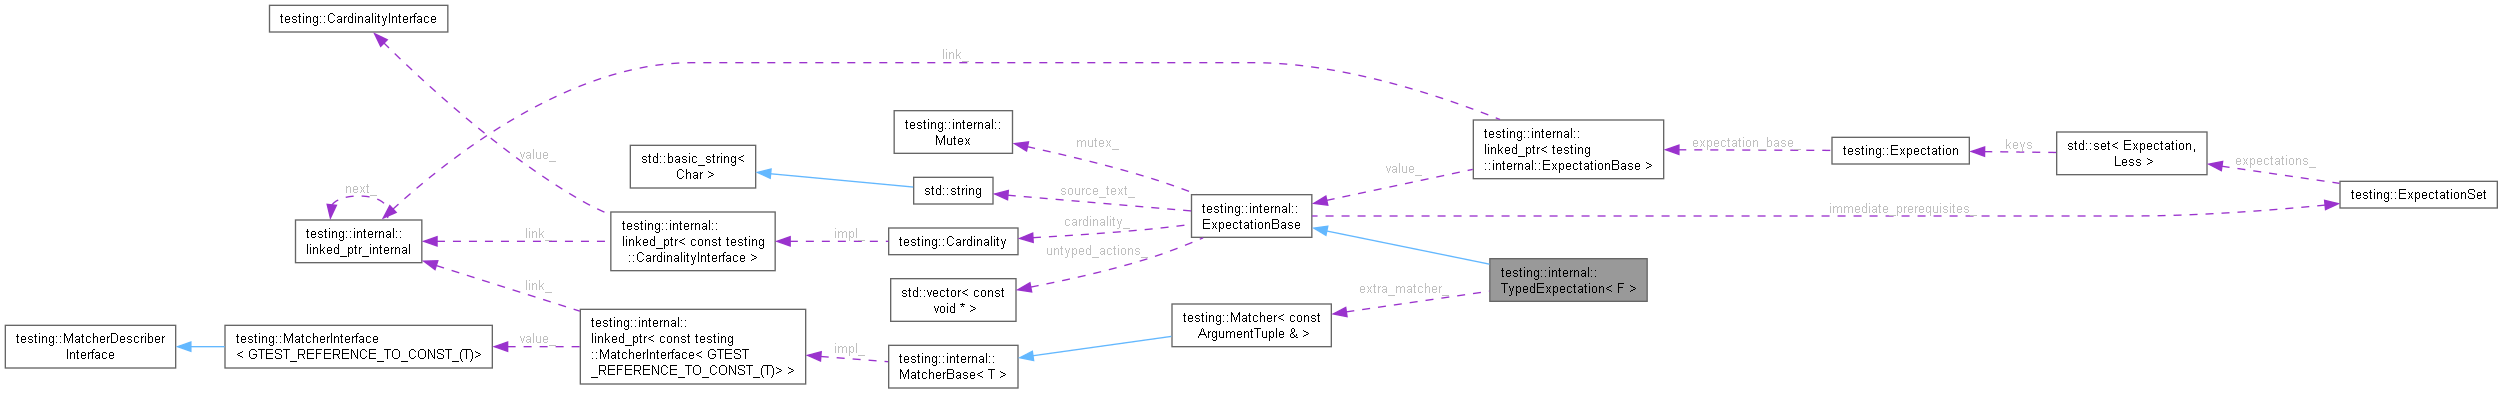 testing::CardinalityInterface
link_
testing::internal::
Mutex
mutex_
testing::internal::
linked_ptr< testing
::internal::ExpectationBase >
expectation_base_
testing::Expectation
keys
std::set< Expectation,
Less >
expectations_
testing::ExpectationSet
value_
std::basic_string<
Char >
std::string
source_text_
value_
next_
testing::internal::
linked_ptr_internal
link_
testing::internal::
linked_ptr< const testing
::CardinalityInterface >
impl_
testing::Cardinality
cardinality_
testing::internal::
ExpectationBase
immediate_prerequisites_
untyped_actions_
std::vector< const
void * >
testing::internal::
TypedExpectation< F >
extra_matcher_
testing::Matcher< const
ArgumentTuple & >
link_
testing::MatcherDescriber
Interface
testing::MatcherInterface
< GTEST_REFERENCE_TO_CONST_(T)>
value_
testing::internal::
linked_ptr< const testing
::MatcherInterface< GTEST
_REFERENCE_TO_CONST_(T)> >
impl_
testing::internal::
MatcherBase< T >